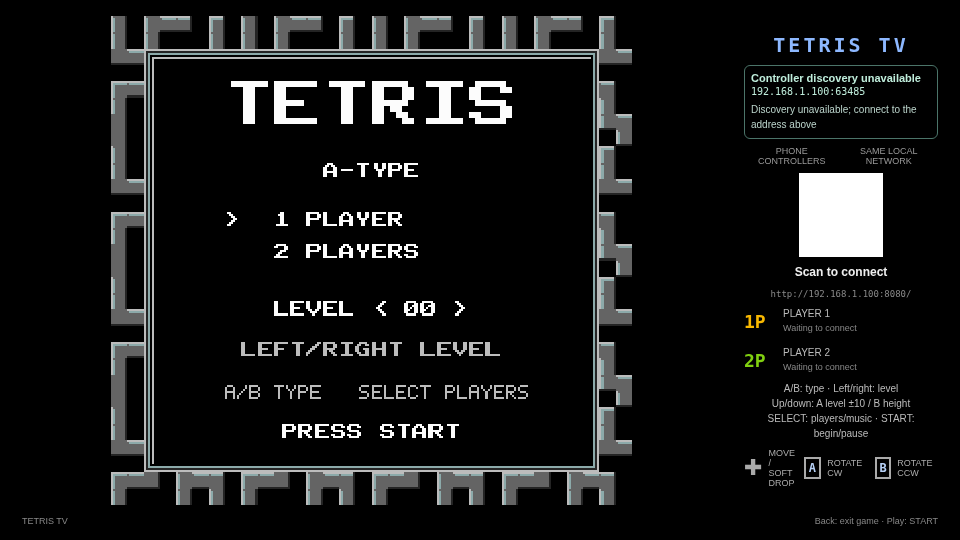 TETRIS
A-TYPE
> 1 PLAYER
2 PLAYERS
LEVEL < 00 >
LEFT/RIGHT LEVEL
A/B TYPE SELECT PLAYERS
PRESS START
TETRIS TV
Controller discovery unavailable
192.168.1.100:63485
Discovery unavailable; connect to the
address above
PHONE
CONTROLLERS
SAME LOCAL
NETWORK
Scan to connect
http://192.168.1.100:8080/
1P
PLAYER 1
Waiting to connect
2P
PLAYER 2
Waiting to connect
A/B: type · Left/right: level
Up/down: A level ±10 / B height
SELECT: players/music · START:
begin/pause
MOVE
/
SOFT
DROP
A
ROTATE
CW
B
ROTATE
CCW
TETRIS TV
Back: exit game · Play: START